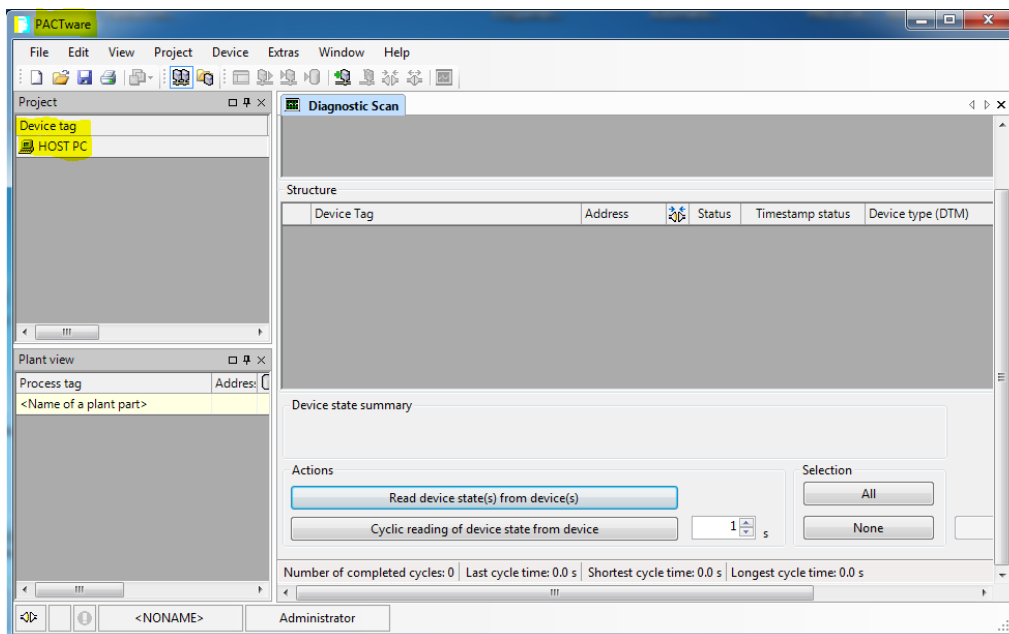 PACTware
File Edit View Project Device Extras Window Help
Project
Diagnostic Scan
Device tag
HOST PC
Structure
Device Tag Address Status Timestamp status Device type (DTM)
Plant view
Process tag Addres
<Name of a plant part>
Device state summary
Actions
Selection
Read device state(s) from device(s)
All
Cyclic reading of device state from device
1 s
None
Number of completed cycles: 0 Last cycle time: 0.0 s Shortest cycle time: 0.0 s Longest cycle time: 0.0 s
<NONAME> Administrator